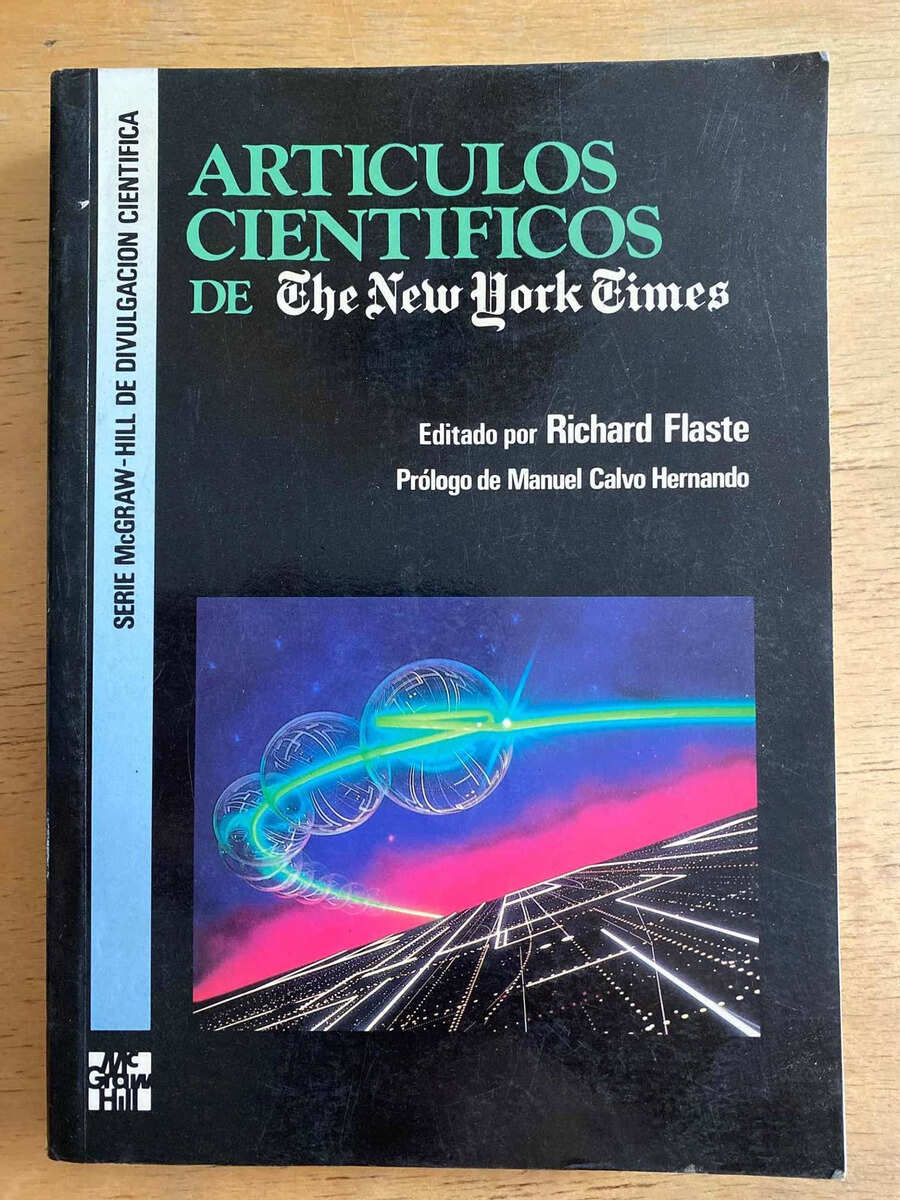 ARTICULOS
CIENTIFICOS
DE The New York Times
Editado por Richard Flaste
Prólogo de Manuel Calvo Hernando
SERIE McGRAW-HILL DE DIVULGACION CIENTIFICA
Mc
Graw
Hill